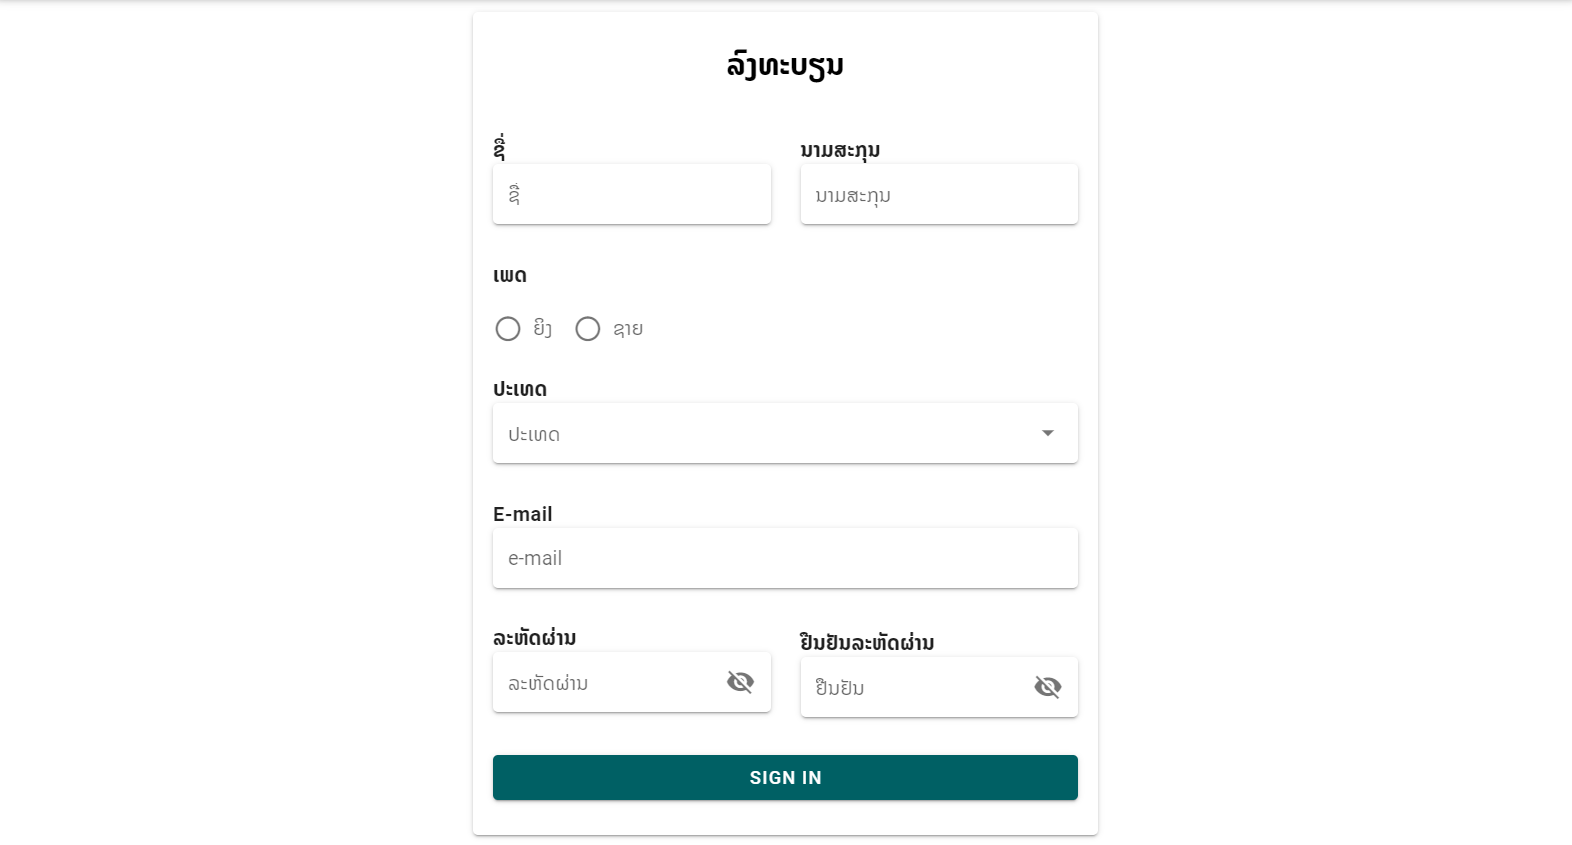 ລົງທະບຽນ
ຊື່
ນາມສະກຸນ
ຊື່
ນາມສະກຸນ
ເພດ
ຍິງ ຊາຍ
ປະເທດ
ປະເທດ
E-mail
e-mail
ລະຫັດຜ່ານ
ຢືນຢັນລະຫັດຜ່ານ
ລະຫັດຜ່ານ
ຢືນຢັນ
SIGN IN